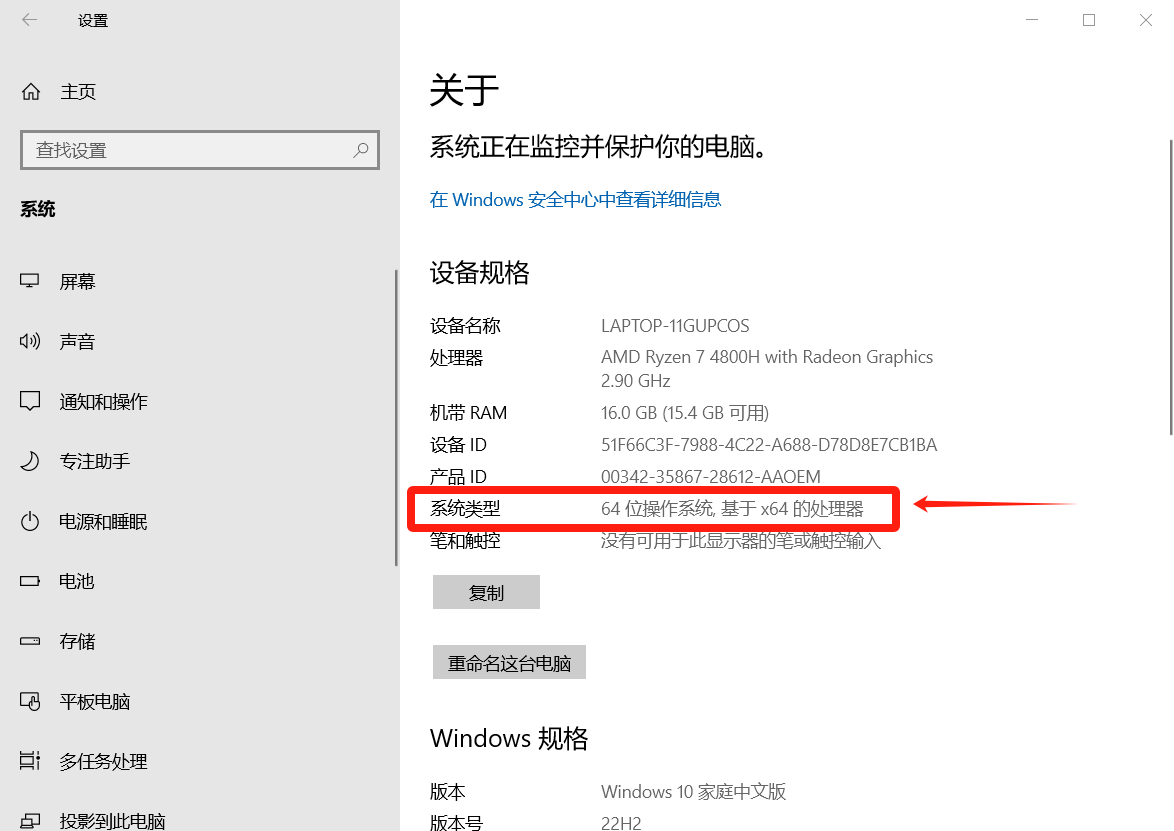 设置
主页
查找设置
系统
屏幕
声音
通知和操作
专注助手
电源和睡眠
电池
存储
平板电脑
多任务处理
投影到此电脑
关于
系统正在监控并保护你的电脑。
在 Windows 安全中心中查看详细信息
设备规格
设备名称 LAPTOP-11GUPCOS
处理器 AMD Ryzen 7 4800H with Radeon Graphics
2.90 GHz
机带 RAM 16.0 GB (15.4 GB 可用)
设备 ID 51F66C3F-7988-4C22-A688-D78D8E7CB1BA
产品 ID 00342-35867-28612-AAOEM
系统类型 64 位操作系统, 基于 x64 的处理器
笔和触控 没有可用于此显示器的笔或触控输入
复制
重命名这台电脑
Windows 规格
版本 Windows 10 家庭中文版
版本号 22H2